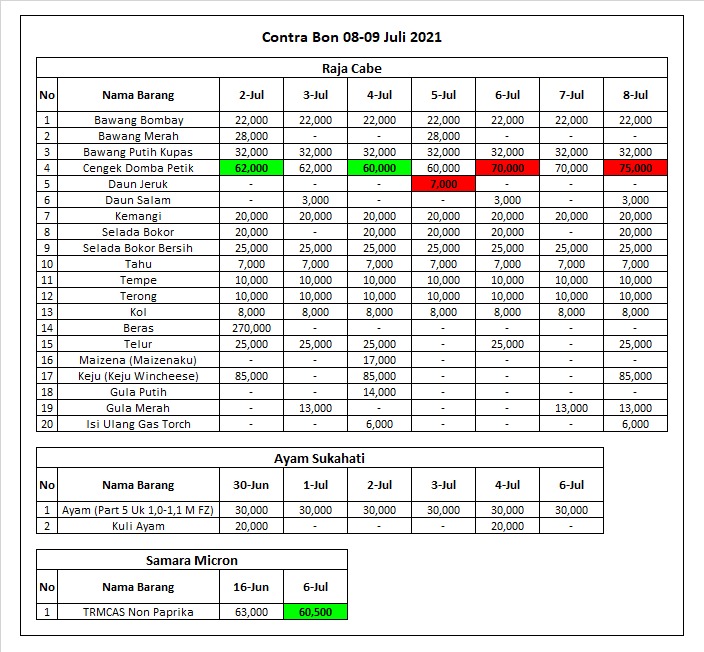 Contra Bon 08-09 Juli 2021
Raja Cabe
No Nama Barang 2-Jul 3-Jul 4-Jul 5-Jul 6-Jul 7-Jul 8-Jul
1 Bawang Bombay 22,000 22,000 22,000 22,000 22,000 22,000 22,000
2 Bawang Merah 28,000 - - 28,000 - - -
3 Bawang Putih Kupas 32,000 32,000 32,000 32,000 32,000 32,000 32,000
4 Cengek Domba Petik 62,000 62,000 60,000 60,000 70,000 70,000 75,000
5 Daun Jeruk - - - 7,000 - - -
6 Daun Salam - 3,000 - - 3,000 - 3,000
7 Kemangi 20,000 20,000 20,000 20,000 20,000 20,000 20,000
8 Selada Bokor 20,000 - 20,000 20,000 20,000 - 20,000
9 Selada Bokor Bersih 25,000 25,000 25,000 25,000 25,000 25,000 25,000
10 Tahu 7,000 7,000 7,000 7,000 7,000 7,000 7,000
11 Tempe 10,000 10,000 10,000 10,000 10,000 10,000 10,000
12 Terong 10,000 10,000 10,000 10,000 10,000 10,000 10,000
13 Kol 8,000 8,000 8,000 8,000 8,000 8,000 8,000
14 Beras 270,000 - - - - - -
15 Telur 25,000 25,000 25,000 - 25,000 - 25,000
16 Maizena (Maizenaku) - - 17,000 - - - -
17 Keju (Keju Wincheese) 85,000 - 85,000 - - - 85,000
18 Gula Putih - - 14,000 - - - -
19 Gula Merah - 13,000 - - - 13,000 13,000
20 Isi Ulang Gas Torch - - 6,000 - - - 6,000
Ayam Sukahati
No Nama Barang 30-Jun 1-Jul 2-Jul 3-Jul 4-Jul 6-Jul
1 Ayam (Part 5 Uk 1,0-1,1 M FZ) 30,000 30,000 30,000 30,000 30,000 30,000
2 Kuli Ayam 20,000 - - - 20,000 -
Samara Micron
No Nama Barang 16-Jun 6-Jul
1 TRMCAS Non Paprika 63,000 60,500